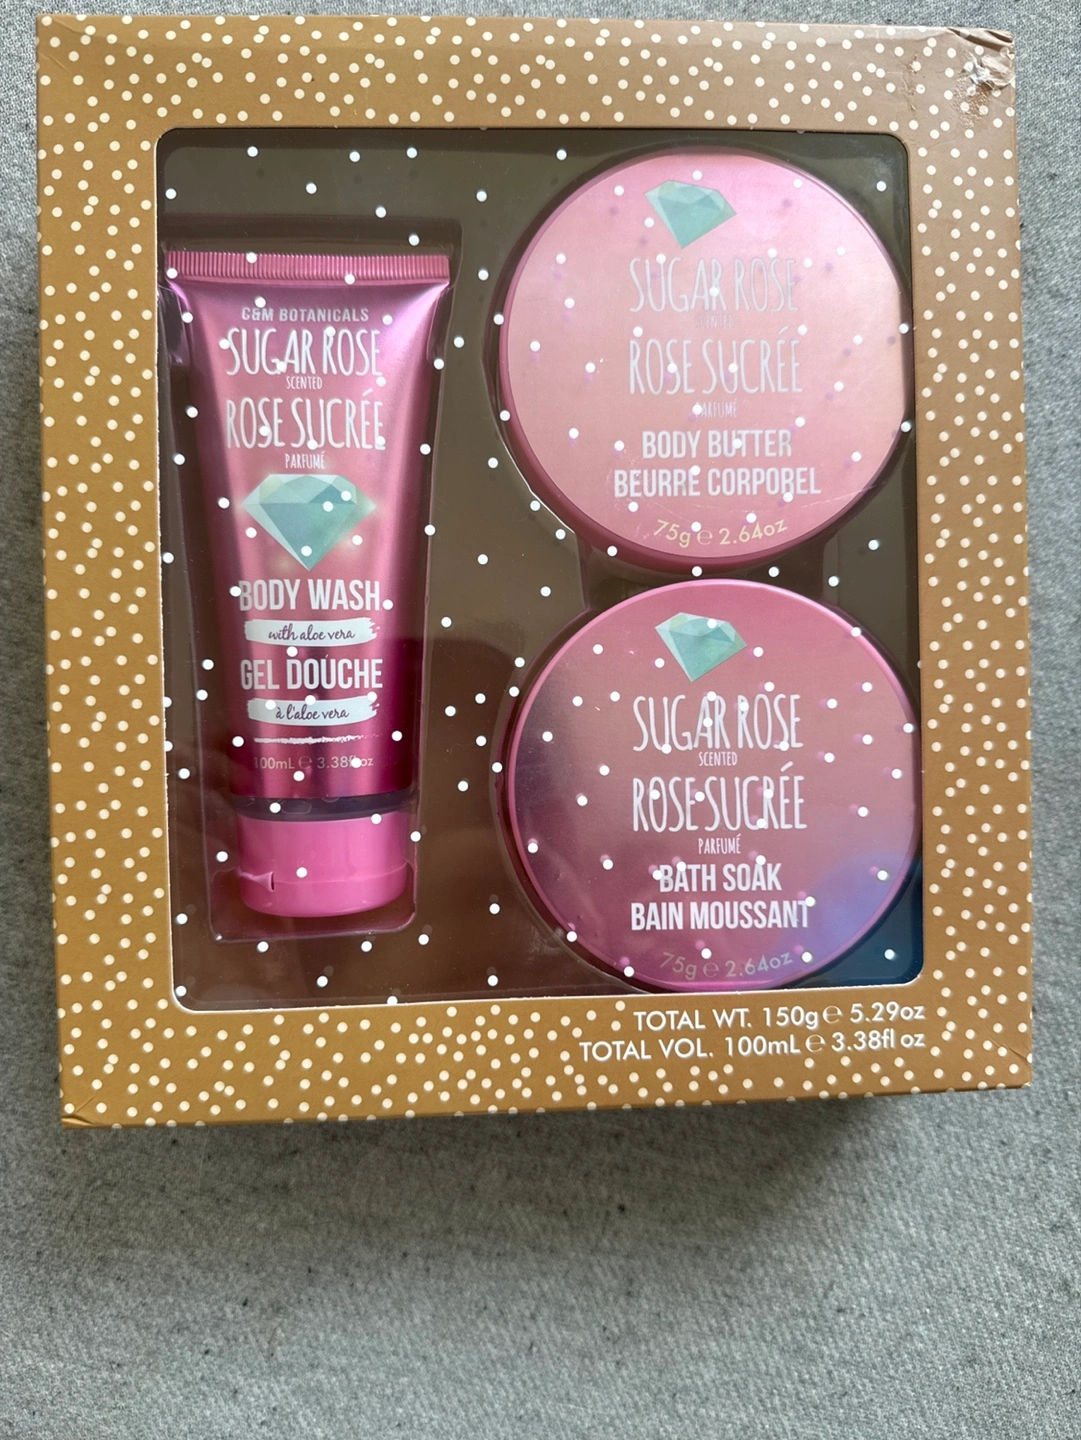 C&M BOTANICALS
SUGAR ROSE
SCENTED
ROSE SUCRÉE
PARFUMÉ
BODY WASH
with aloe vera
GEL DOUCHE
à l'aloe vera
100mL e 3.38fl oz
SUGAR ROSE
SCENTED
ROSE SUCRÉE
PARFUMÉ
BODY BUTTER
BEURRE CORPOREL
75g e 2.64oz
SUGAR ROSE
SCENTED
ROSE SUCRÉE
PARFUMÉ
BATH SOAK
BAIN MOUSSANT
75g e 2.64oz
TOTAL WT. 150g e 5.29oz
TOTAL VOL. 100mL e 3.38fl oz